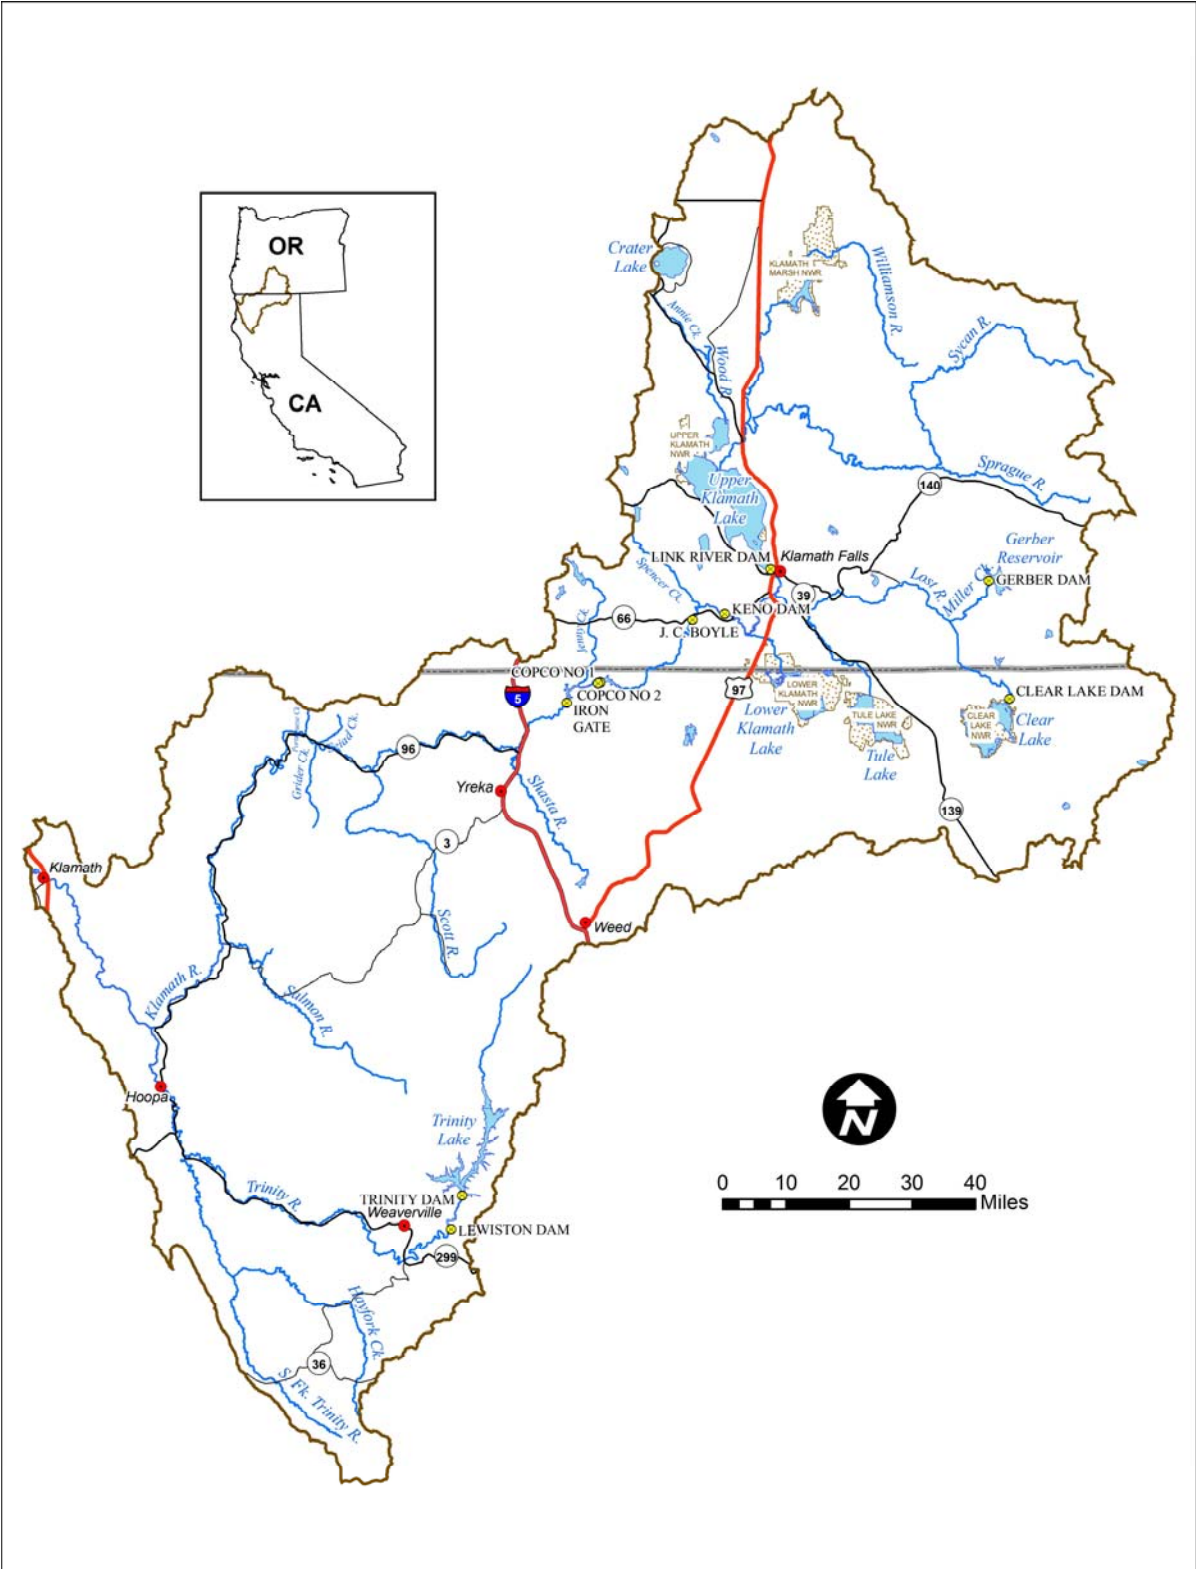 OR
CA
Crater
Lake
KLAMATH
MARSH NWR
Williamson R.
Annie Ck.
Wood R.
Sycan R.
UPPER
KLAMATH
NWR
Upper
Klamath
Lake
Sprague R.
140
Gerber
Reservoir
LINK RIVER DAM
Klamath Falls
Spencer Ck.
Lost R.
Miller Ck.
GERBER DAM
39
KENO DAM
66
J. C. BOYLE
Jenny Ck.
COPCO NO 1
5
COPCO NO 2
IRON
GATE
97
LOWER
KLAMATH
NWR
Lower
Klamath
Lake
TULE LAKE
NWR
Tule
Lake
CLEAR LAKE DAM
CLEAR
LAKE
NWR
Clear
Lake
139
Grider Ck.
96
Yreka
Shasta R.
3
Klamath
Scott R.
Weed
Klamath R.
Salmon R.
Hoopa
Trinity
Lake
N
0 10 20 30 40
Miles
Trinity R.
TRINITY DAM
Weaverville
LEWISTON DAM
299
Hayfork Ck.
36
S. Fk. Trinity R.